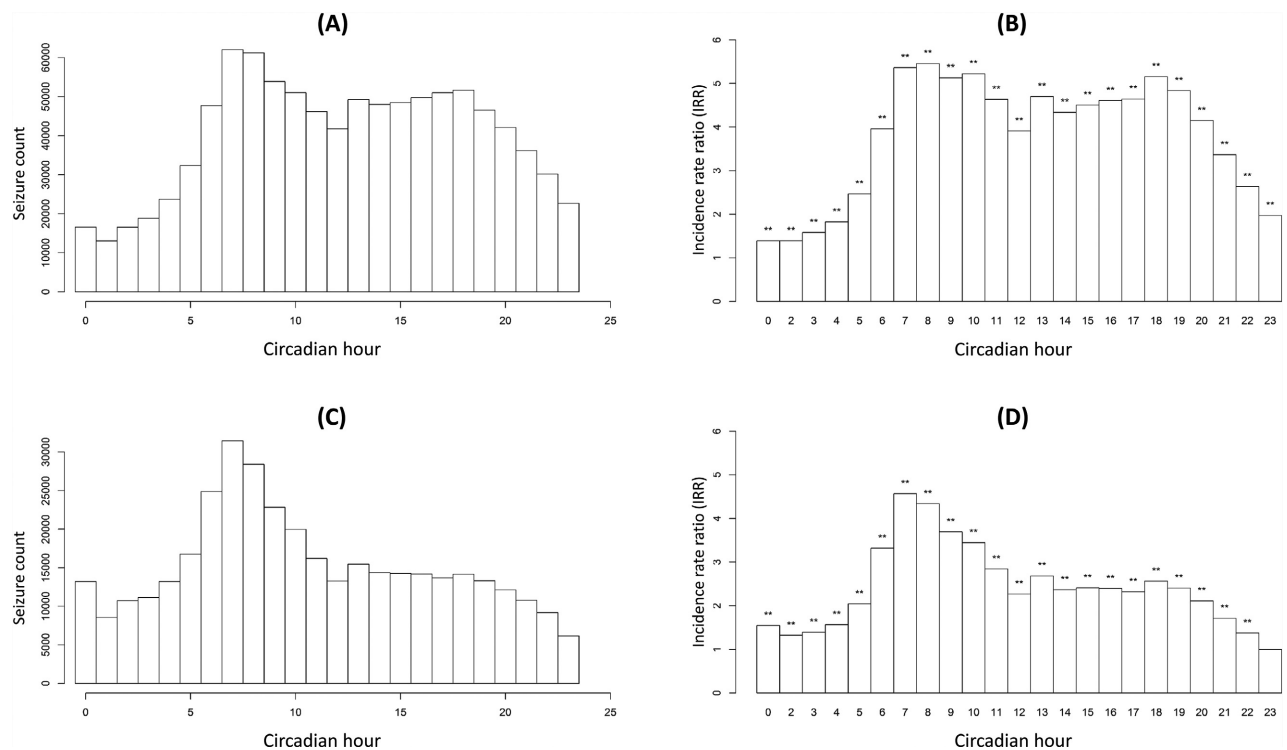 (A)
Seizure count
60000
50000
40000
30000
20000
10000
0
0 5 10 15 20 25
Circadian hour
(B)
Incidence rate ratio (IRR)
6
5
4
3
2
1
0
** ** ** ** ** ** ** ** ** ** ** ** ** ** ** ** ** ** ** ** ** ** **
0 2 3 4 5 6 7 8 9 10 11 12 13 14 15 16 17 18 19 20 21 22 23
Circadian hour
(C)
Seizure count
30000
25000
20000
15000
10000
5000
0
0 5 10 15 20 25
Circadian hour
(D)
Incidence rate ratio (IRR)
6
5
4
3
2
1
0
** ** ** ** ** ** ** ** ** ** ** ** ** ** ** ** ** ** ** ** ** **
0 2 3 4 5 6 7 8 9 10 11 12 13 14 15 16 17 18 19 20 21 22 23
Circadian hour